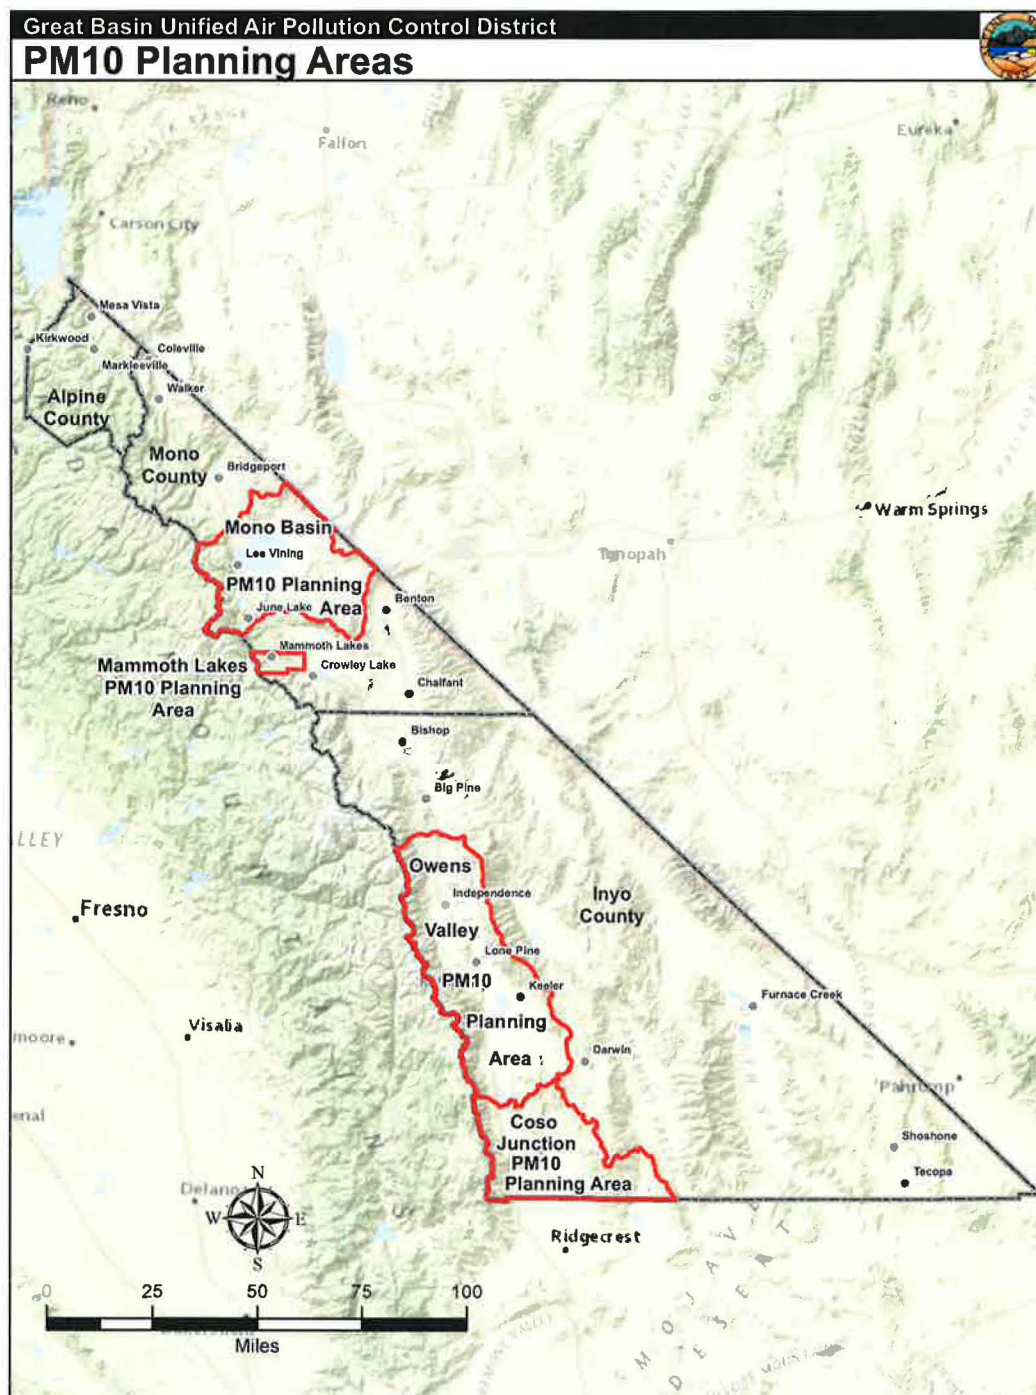 Great Basin Unified Air Pollution Control District
PM10 Planning Areas
Reno
Fallon
Eureka
Carson City
Mesa Vista
Kirkwood
Coleville
Markleeville
Walker
Alpine
County
Mono
County
Bridgeport
Warm Springs
Mono Basin
Tonopah
Lee Vining
PM10 Planning
Area
Benton
June Lake
Mammoth Lakes
Mammoth Lakes
PM10 Planning
Area
Crowley Lake
Chalfant
Bishop
Big Pine
LLEY
Owens
Independence
Inyo
County
Fresno
Valley
Lone Pine
PM10
Keeler
Furnace Creek
Visalia
Planning
moore
Area
Darwin
Pahrump
enal
Coso
Junction
PM10
Planning Area
Shoshone
Tecopa
Delano
N
W
E
S
Ridgecrest
0 25 50 75 100
Miles